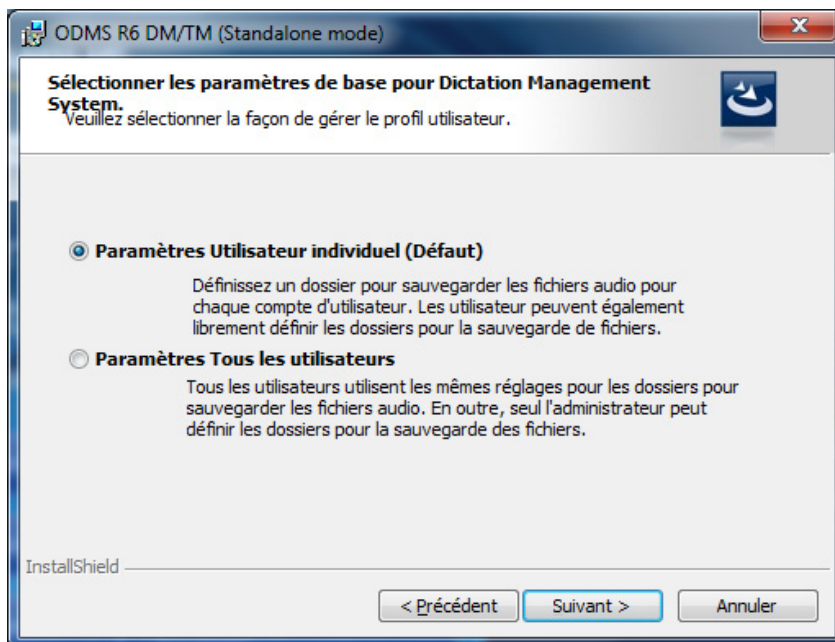 ODMS R6 DM/TM (Standalone mode)
Sélectionner les paramètres de base pour Dictation Management
System.
Veuillez sélectionner la façon de gérer le profil utilisateur.
Paramètres Utilisateur individuel (Défaut)
Définissez un dossier pour sauvegarder les fichiers audio pour
chaque compte d'utilisateur. Les utilisateur peuvent également
librement définir les dossiers pour la sauvegarde de fichiers.
Paramètres Tous les utilisateurs
Tous les utilisateurs utilisent les mêmes réglages pour les dossiers pour
sauvegarder les fichiers audio. En outre, seul l'administrateur peut
définir les dossiers pour la sauvegarde des fichiers.
InstallShield
< Précédent Suivant > Annuler